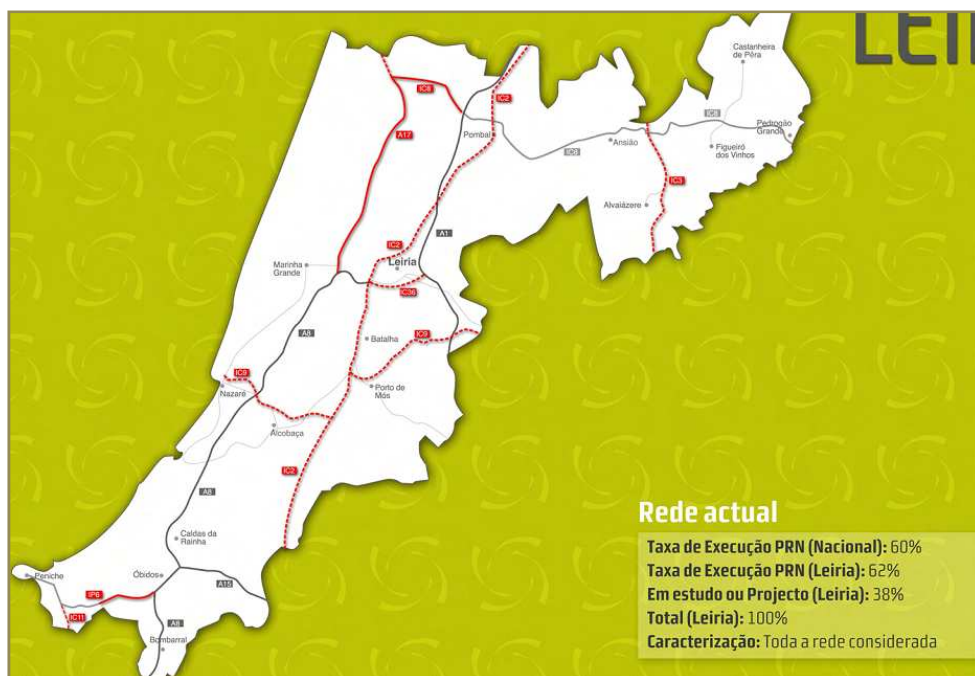 LEI
Castanheira
de Pêra
IC2
IC8
Pombal
A17
IC8
Pedrogão
Grande
Ansião
IC8
Figueiró
dos Vinhos
IC3
Alvaiázere
A1
IC2
Leiria
Marinha
Grande
IC36
A8
IC9
Batalha
IC9
Nazaré
Porto de
Mós
Alcobaça
IC2
A8
Caldas da
Rainha
Peniche
Óbidos
A15
IP6
IC11
A8
Bombarral
Rede actual
Taxa de Execução PRN (Nacional): 60%
Taxa de Execução PRN (Leiria): 62%
Em estudo ou Projecto (Leiria): 38%
Total (Leiria): 100%
Caracterização: Toda a rede considerada